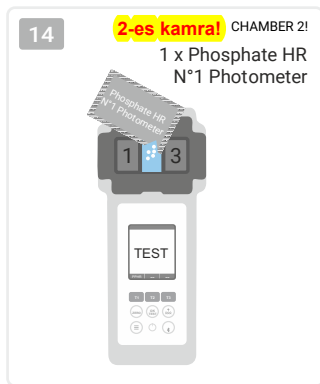 14
2-es kamra! CHAMBER 2!
1 x Phosphate HR
N°1 Photometer
Phosphate HR
N°1 Photometer
1 3
TEST